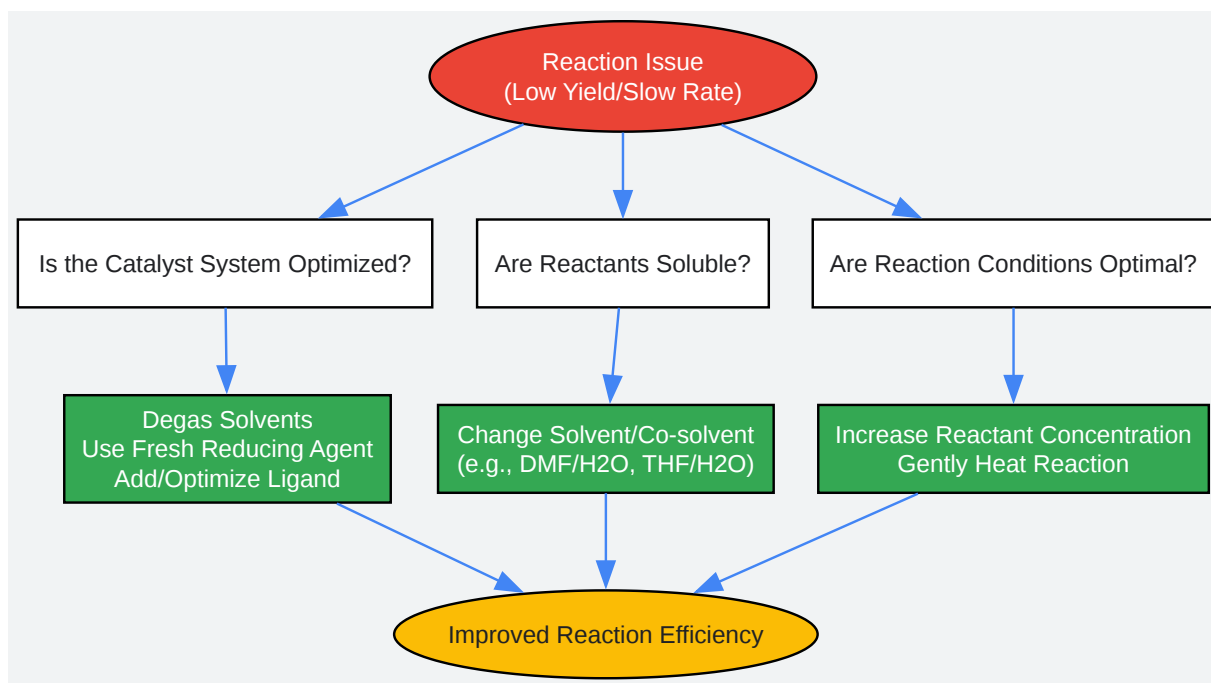 Reaction Issue
(Low Yield/Slow Rate)
Is the Catalyst System Optimized?
Are Reactants Soluble?
Are Reaction Conditions Optimal?
Degas Solvents
Use Fresh Reducing Agent
Add/Optimize Ligand
Change Solvent/Co-solvent
(e.g., DMF/H2O, THF/H2O)
Increase Reactant Concentration
Gently Heat Reaction
Improved Reaction Efficiency